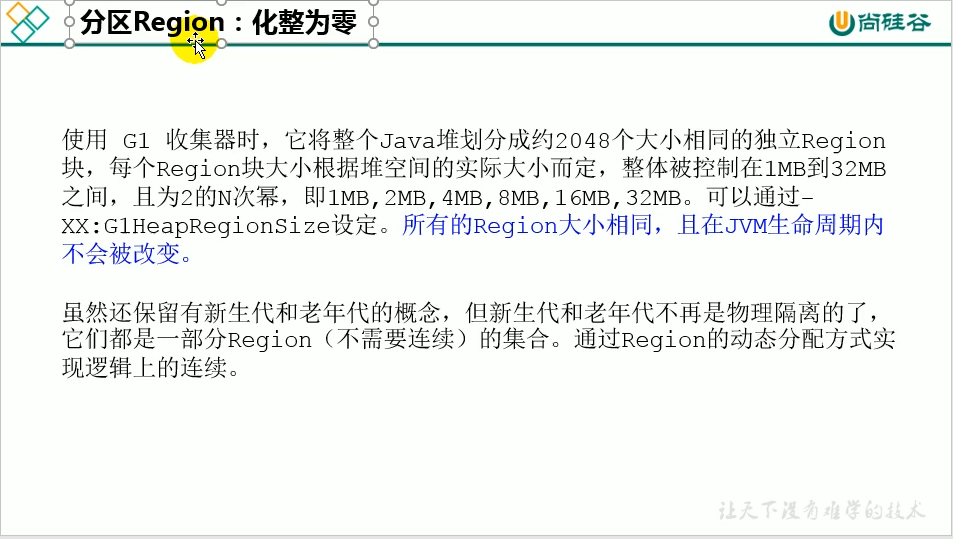 分区Region：化整为零
尚硅谷
使用 G1 收集器时，它将整个Java堆划分成约2048个大小相同的独立Region
块，每个Region块大小根据堆空间的实际大小而定，整体被控制在1MB到32MB
之间，且为2的N次幂，即1MB,2MB,4MB,8MB,16MB,32MB。可以通过-
XX:G1HeapRegionSize设定。所有的Region大小相同，且在JVM生命周期内
不会被改变。
虽然还保留有新生代和老年代的概念，但新生代和老年代不再是物理隔离的了，
它们都是一部分Region（不需要连续）的集合。通过Region的动态分配方式实
现逻辑上的连续。
让天下没有难学的技术